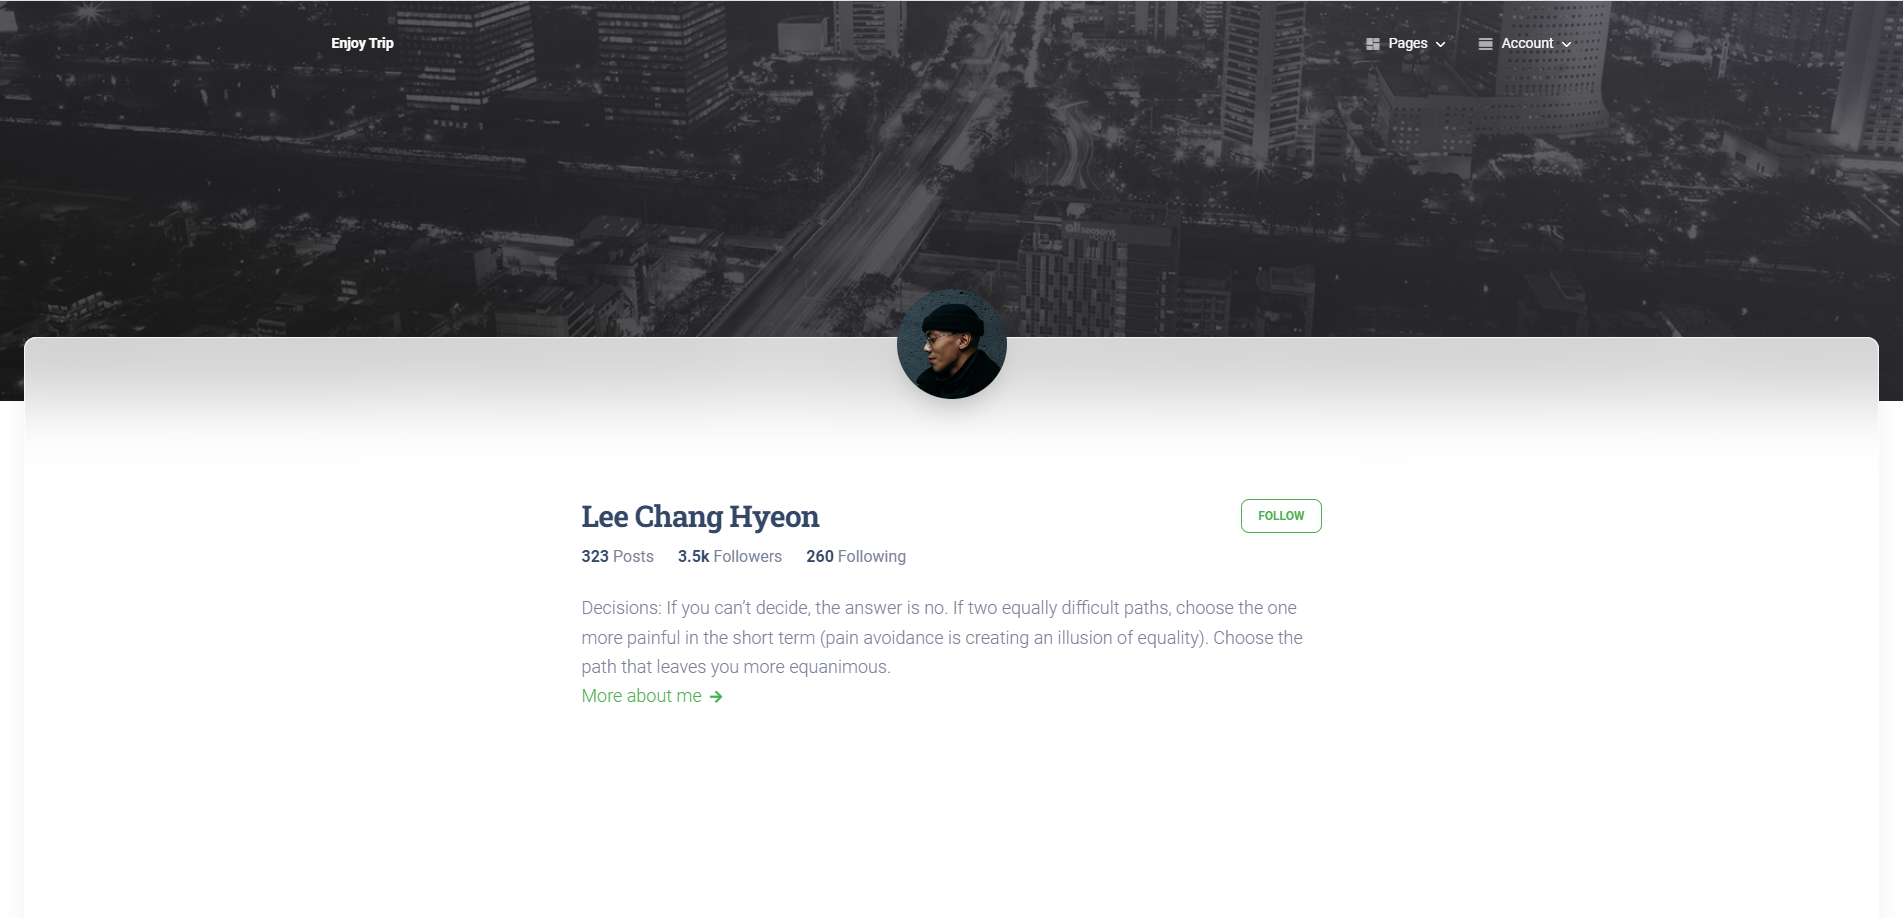 Enjoy Trip
Pages
Account
all seasons
Lee Chang Hyeon
FOLLOW
323 Posts 3.5k Followers 260 Following
Decisions: If you can’t decide, the answer is no. If two equally difficult paths, choose the one
more painful in the short term (pain avoidance is creating an illusion of equality). Choose the
path that leaves you more equanimous.
More about me